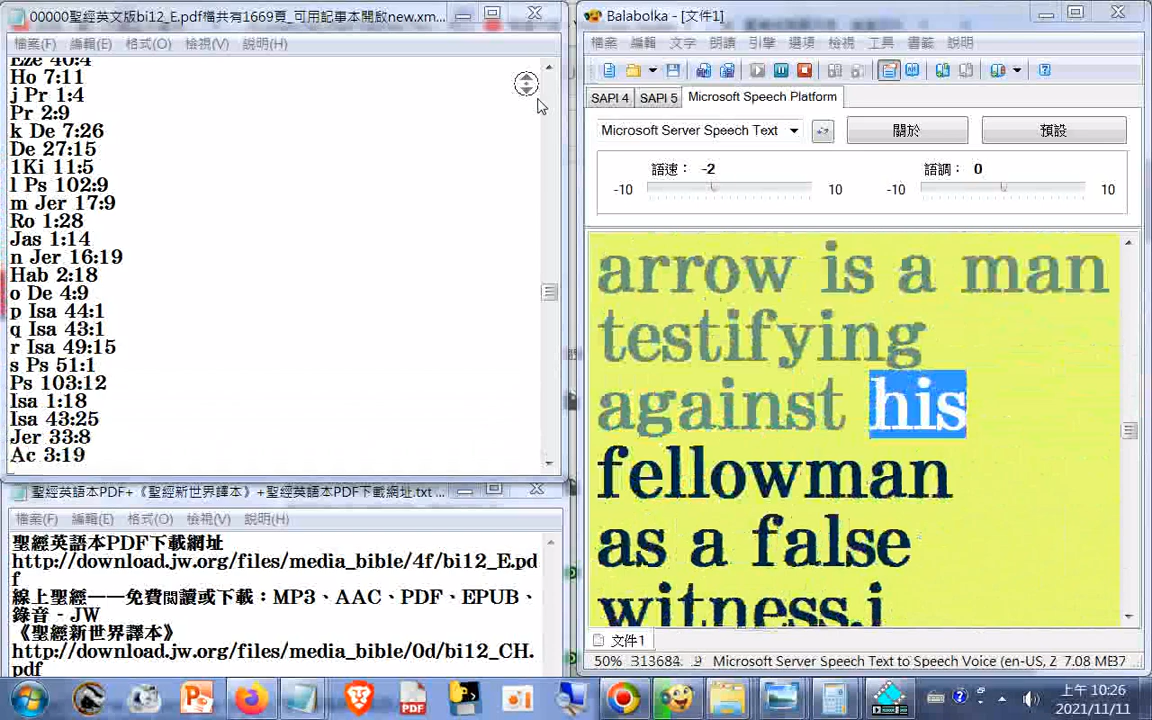 00000聖經英文版bi12_E.pdf檔共有1669頁_可用記事本開啟new.xm...
檔案(F) 編輯(E) 格式(O) 檢視(V) 說明(H)
Eze 40:4
Ho 7:11
j Pr 1:4
Pr 2:9
k De 7:26
De 27:15
1Ki 11:5
l Ps 102:9
m Jer 17:9
Ro 1:28
Jas 1:14
n Jer 16:19
Hab 2:18
o De 4:9
p Isa 44:1
q Isa 43:1
r Isa 49:15
s Ps 51:1
Ps 103:12
Isa 1:18
Isa 43:25
Jer 33:8
Ac 3:19
聖經英語本PDF+《聖經新世界譯本》+聖經英語本PDF下載網址.txt ...
檔案(F) 編輯(E) 格式(O) 檢視(V) 說明(H)
聖經英語本PDF下載網址
http://download.jw.org/files/media_bible/4f/bi12_E.pd
f
線上聖經——免費閱讀或下載：MP3、AAC、PDF、EPUB、
錄音 - JW
《聖經新世界譯本》
http://download.jw.org/files/media_bible/0d/bi12_CH.
pdf
Balabolka - [文件1]
檔案 編輯 文字 朗讀 引擎 選項 檢視 工具 書籤 說明
SAPI 4 SAPI 5 Microsoft Speech Platform
Microsoft Server Speech Text 關於 預設
語速： -2 語調： 0
-10 10 -10 10
arrow is a man
testifying
against his
fellowman
as a false
witness.j
文件1
50% 313684. .9 Microsoft Server Speech Text to Speech Voice (en-US, Z 7.08 MB37
PDF
上午 10:26
2021/11/11